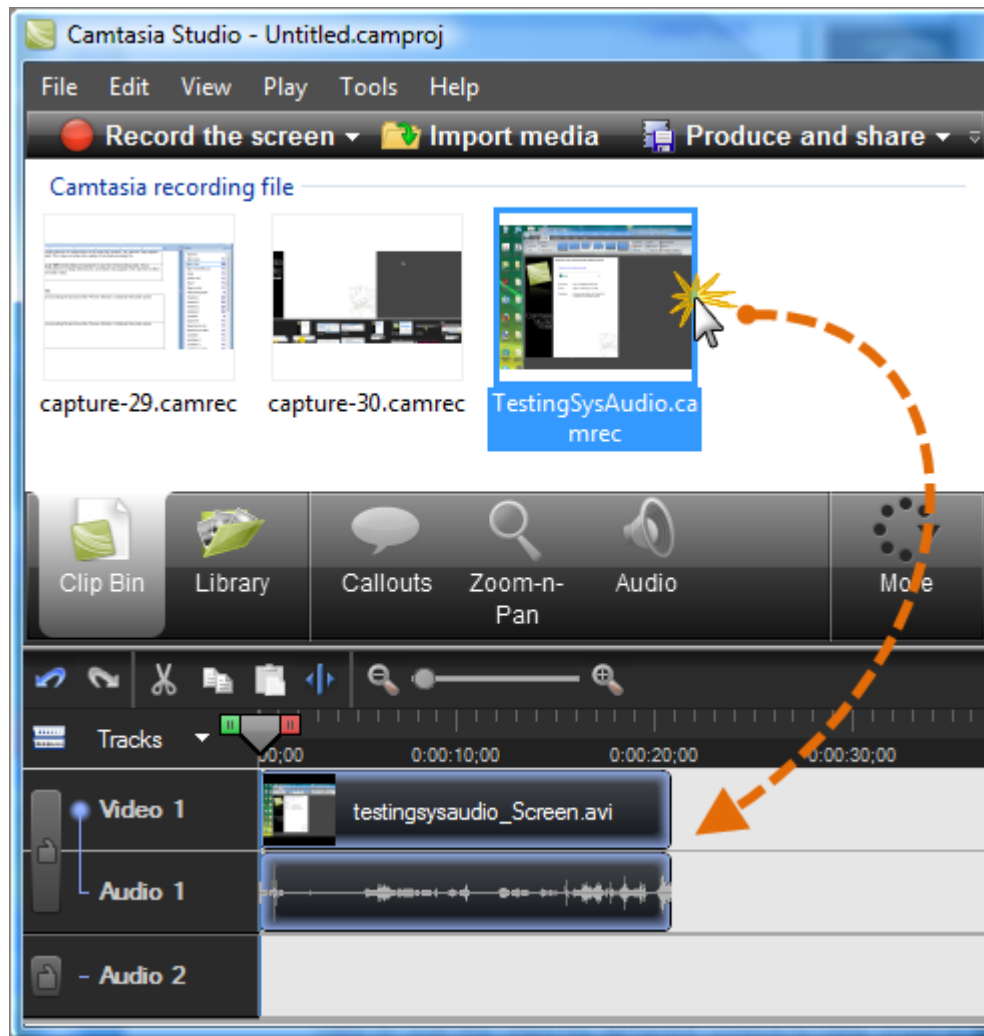 Camtasia Studio - Untitled.camproj
File Edit View Play Tools Help
Record the screen Import media Produce and share
Camtasia recording file
capture-29.camrec capture-30.camrec TestingSysAudio.ca
mrec
Clip Bin Library Callouts Zoom-n- Audio More
Pan
Tracks
00;00 0:00:10;00 0:00:20;00 0:00:30;00
Video 1 testingsysaudio_Screen.avi
Audio 1
Audio 2